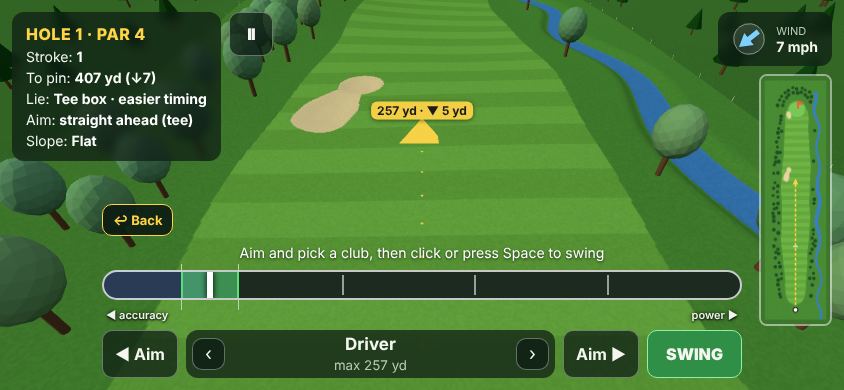 HOLE 1 · PAR 4
Stroke: 1
To pin: 407 yd (↓7)
Lie: Tee box · easier timing
Aim: straight ahead (tee)
Slope: Flat
WIND
7 mph
257 yd · ▼ 5 yd
↩ Back
Aim and pick a club, then click or press Space to swing
◀ accuracy
power ▶
◀ Aim
‹
Driver
max 257 yd
›
Aim ▶
SWING